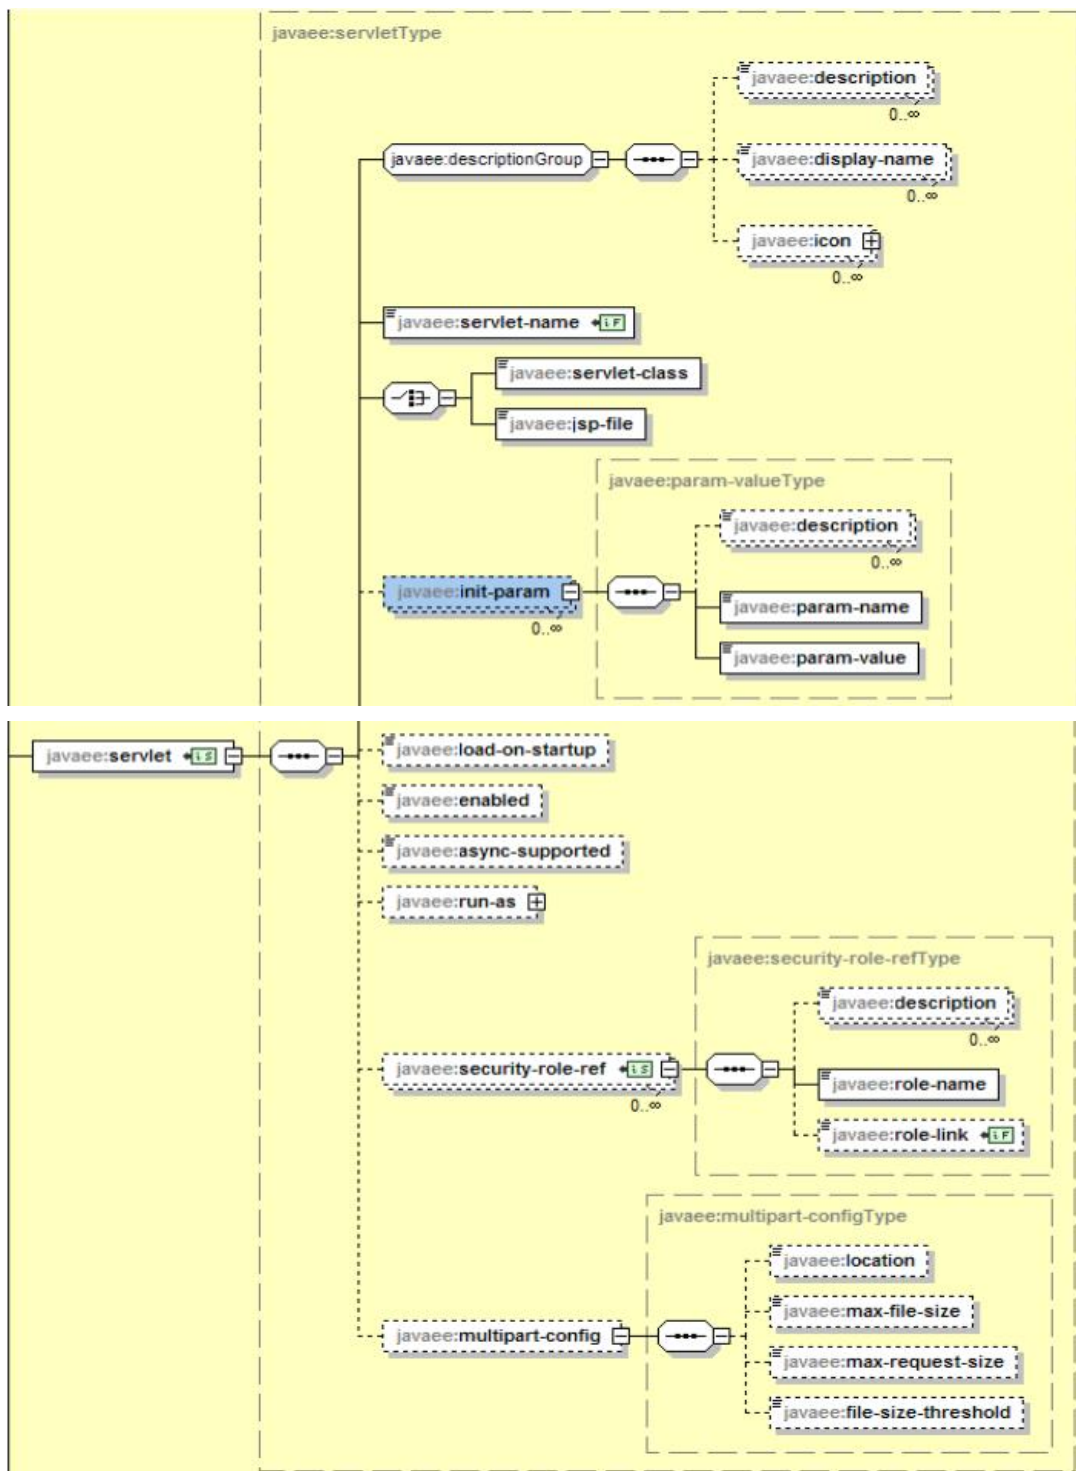 javaee:servletType
javaee:description
0..∞
javaee:descriptionGroup
javaee:display-name
0..∞
javaee:icon
0..∞
javaee:servlet-name
iF
javaee:servlet-class
javaee:jsp-file
javaee:param-valueType
javaee:description
0..∞
javaee:init-param
0..∞
javaee:param-name
javaee:param-value
javaee:servlet
iS
javaee:load-on-startup
javaee:enabled
javaee:async-supported
javaee:run-as
javaee:security-role-refType
javaee:description
0..∞
javaee:security-role-ref
iS
0..∞
javaee:role-name
javaee:role-link
iF
javaee:multipart-configType
javaee:location
javaee:max-file-size
javaee:multipart-config
javaee:max-request-size
javaee:file-size-threshold